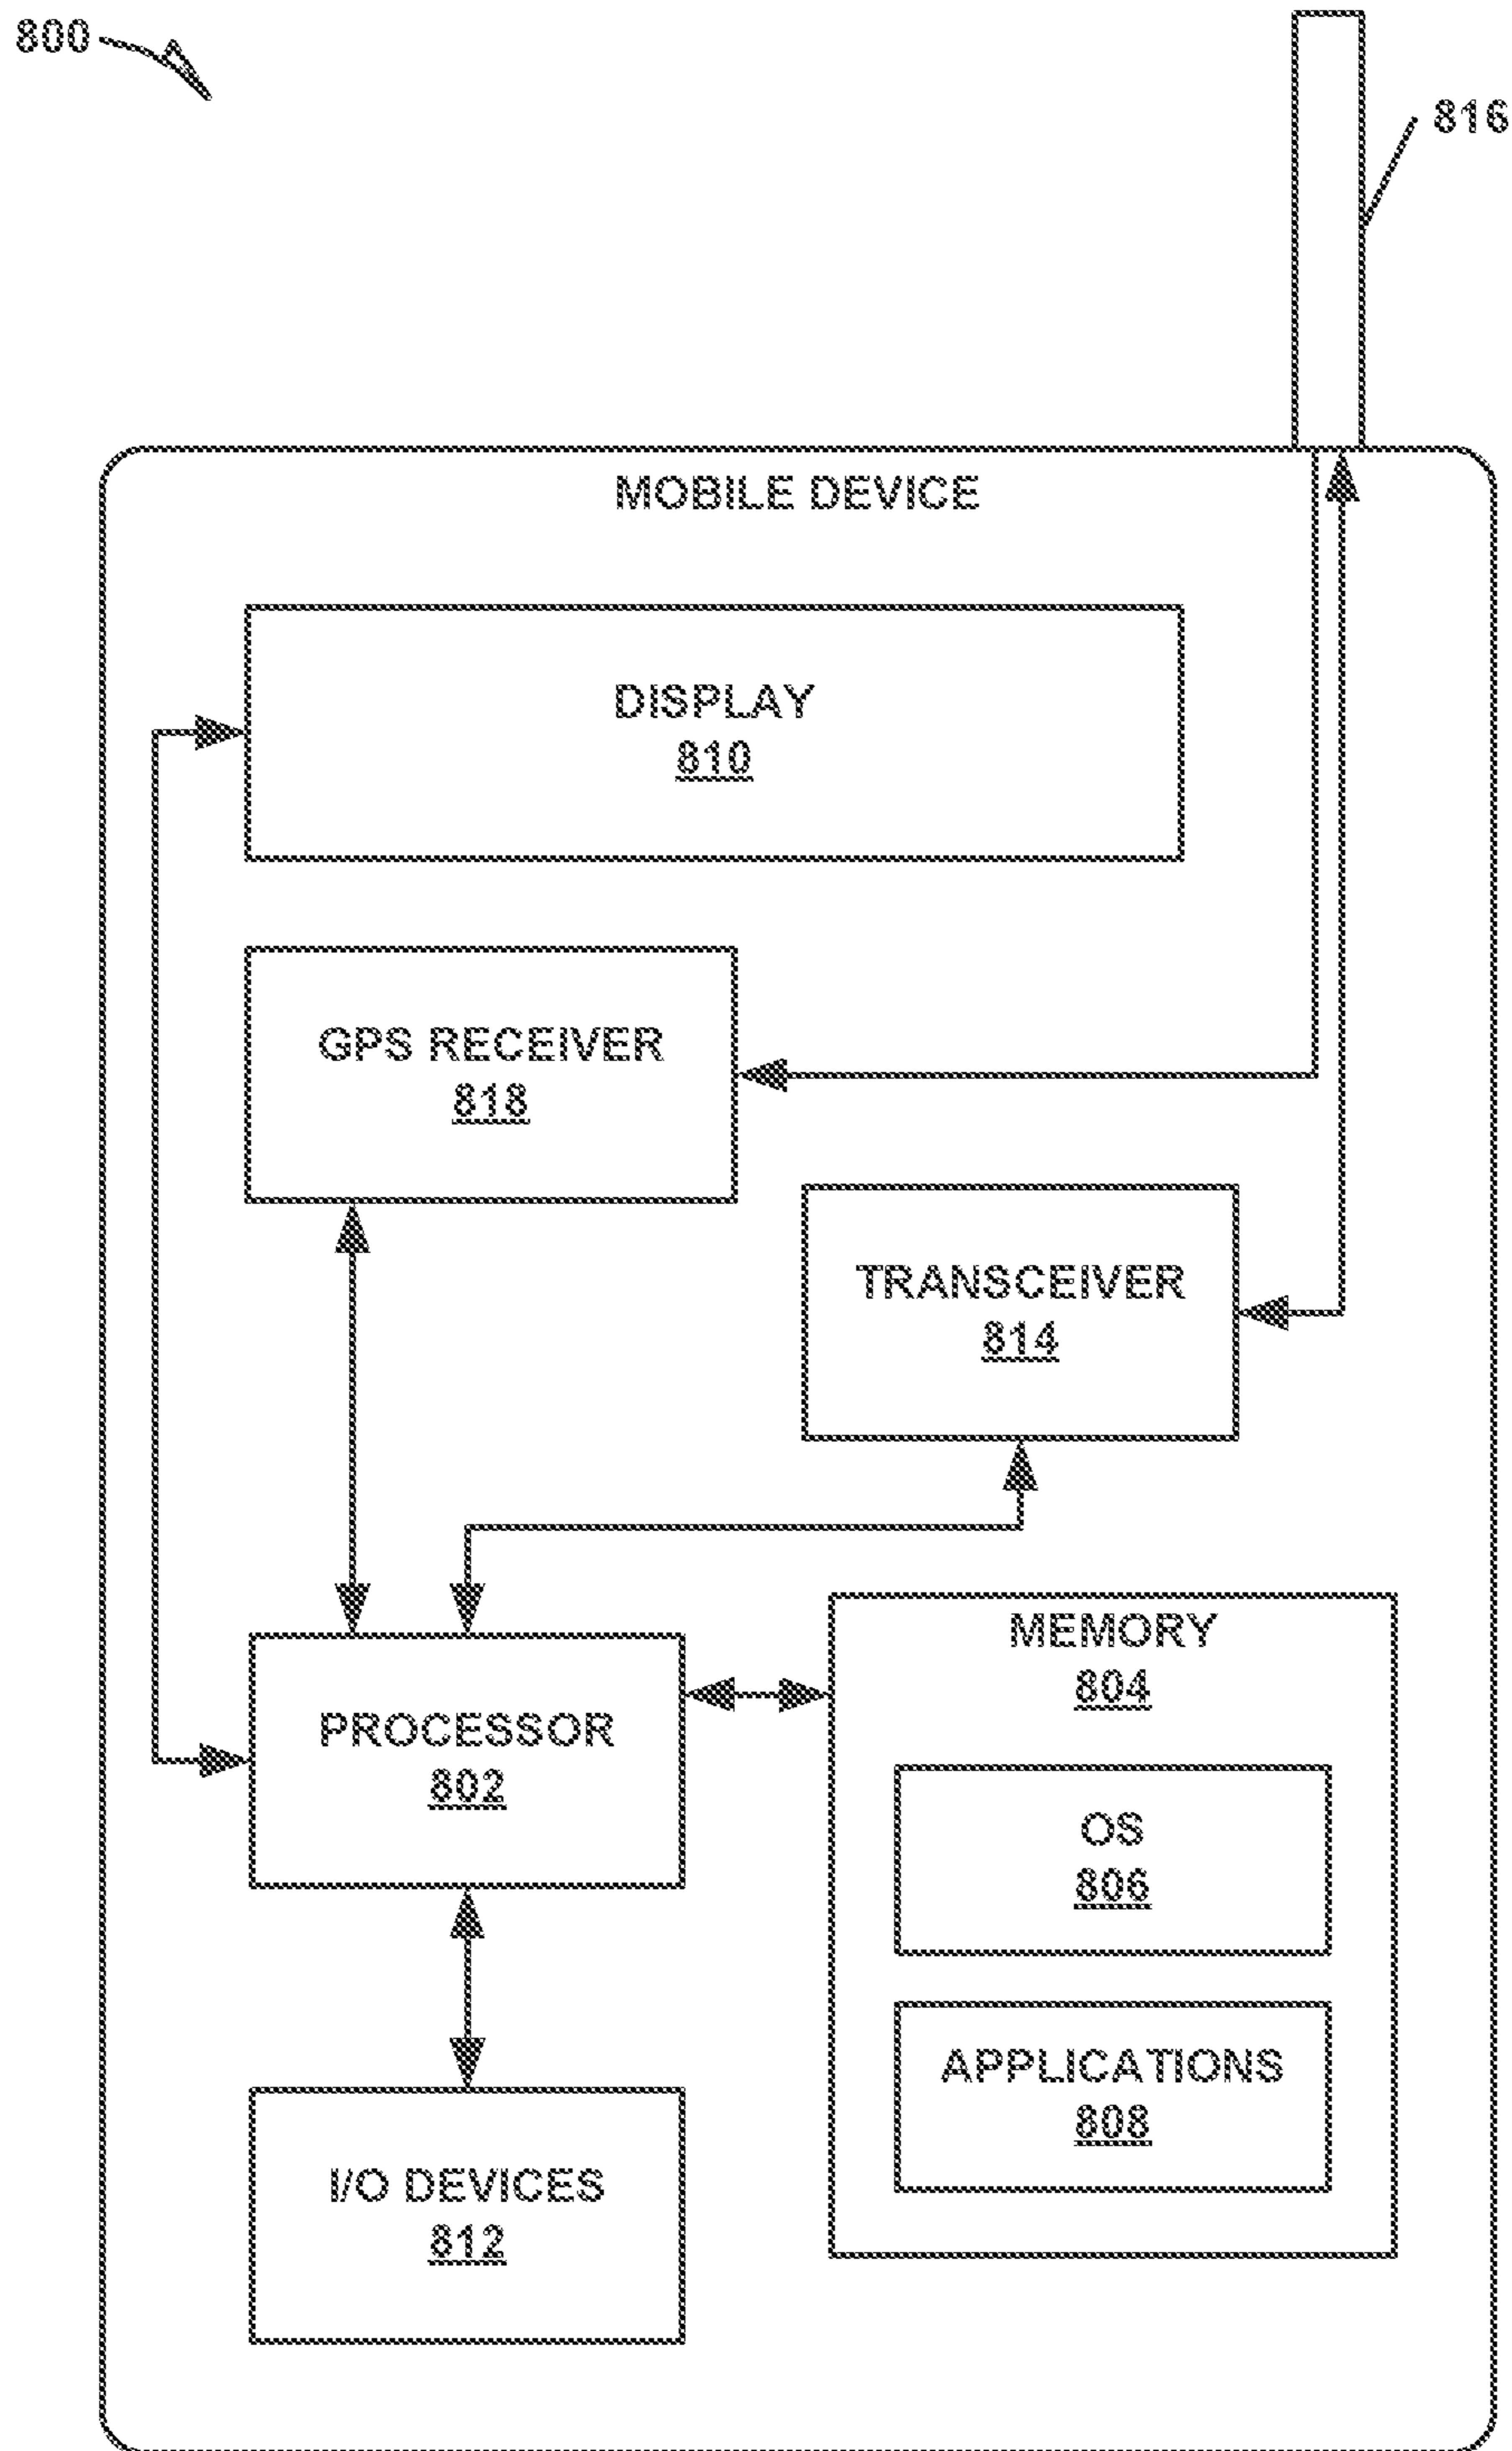 800
816
MOBILE DEVICE
DISPLAY
810
GPS RECEIVER
818
TRANSCEIVER
814
MEMORY
804
PROCESSOR
802
OS
806
APPLICATIONS
808
I/O DEVICES
812